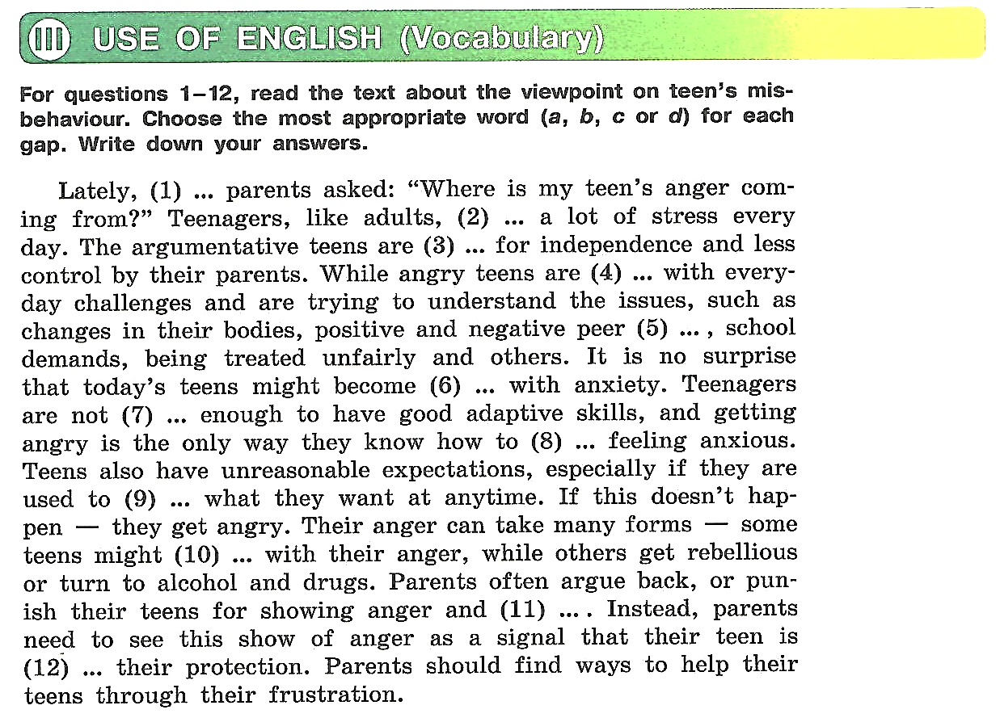 III USE OF ENGLISH (Vocabulary)
For questions 1–12, read the text about the viewpoint on teen's mis-
behaviour. Choose the most appropriate word (a, b, c or d) for each
gap. Write down your answers.
Lately, (1) ... parents asked: “Where is my teen's anger com-
ing from?” Teenagers, like adults, (2) ... a lot of stress every
day. The argumentative teens are (3) ... for independence and less
control by their parents. While angry teens are (4) ... with every-
day challenges and are trying to understand the issues, such as
changes in their bodies, positive and negative peer (5) ... , school
demands, being treated unfairly and others. It is no surprise
that today's teens might become (6) ... with anxiety. Teenagers
are not (7) ... enough to have good adaptive skills, and getting
angry is the only way they know how to (8) ... feeling anxious.
Teens also have unreasonable expectations, especially if they are
used to (9) ... what they want at anytime. If this doesn't hap-
pen — they get angry. Their anger can take many forms — some
teens might (10) ... with their anger, while others get rebellious
or turn to alcohol and drugs. Parents often argue back, or pun-
ish their teens for showing anger and (11) ... . Instead, parents
need to see this show of anger as a signal that their teen is
(12) ... their protection. Parents should find ways to help their
teens through their frustration.